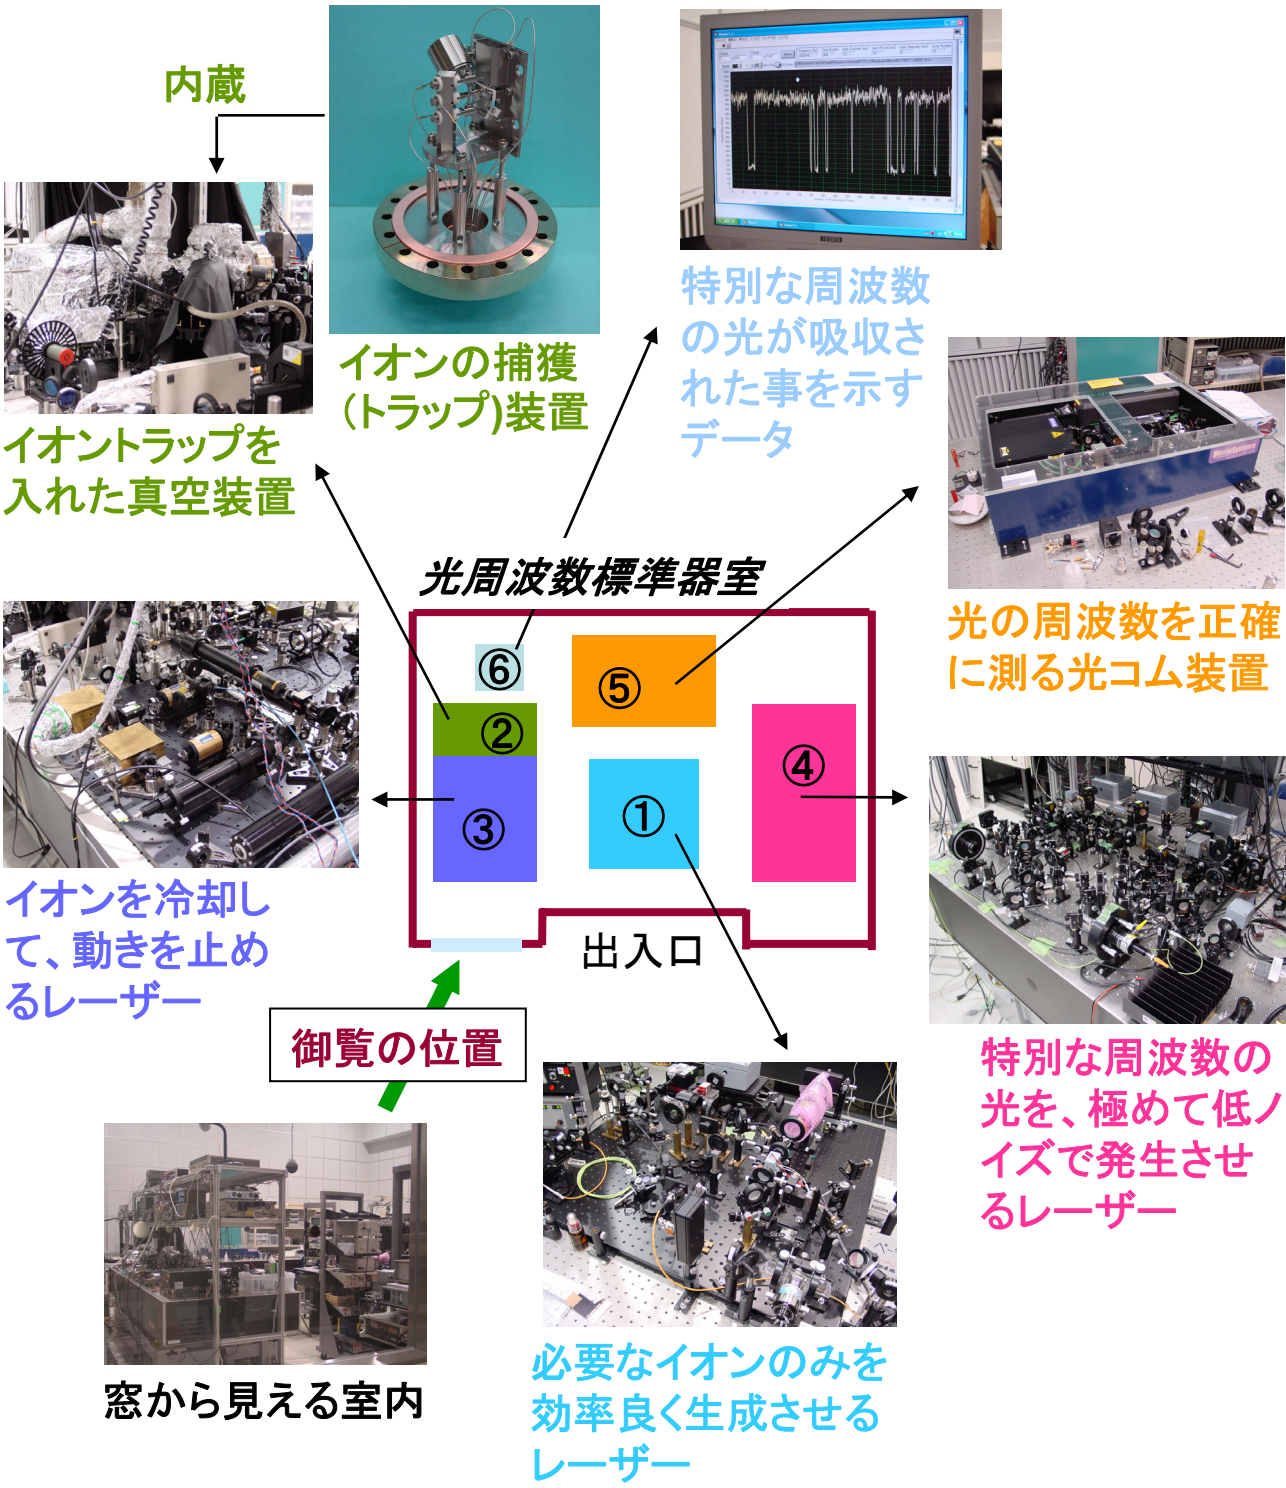 内蔵
イオンの捕獲
(トラップ)装置
特別な周波数
の光が吸収さ
れた事を示す
データ
イオントラップを
入れた真空装置
光周波数標準器室
光の周波数を正確
に測る光コム装置
⑥
⑤
②
④
①
③
イオンを冷却し
て、動きを止め
るレーザー
出入口
御覧の位置
特別な周波数の
光を、極めて低ノ
イズで発生させ
るレーザー
窓から見える室内
必要なイオンのみを
効率良く生成させる
レーザー